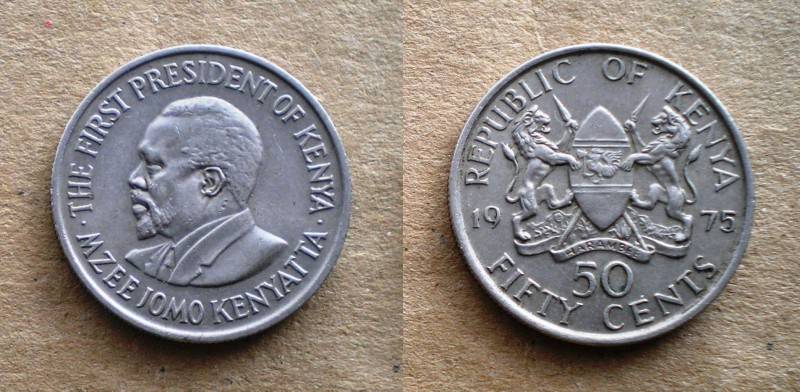 · THE FIRST PRESIDENT OF KENYA ·
MZEE JOMO KENYATTA
REPUBLIC OF KENYA
19 75
HARAMBEE
50
FIFTY CENTS